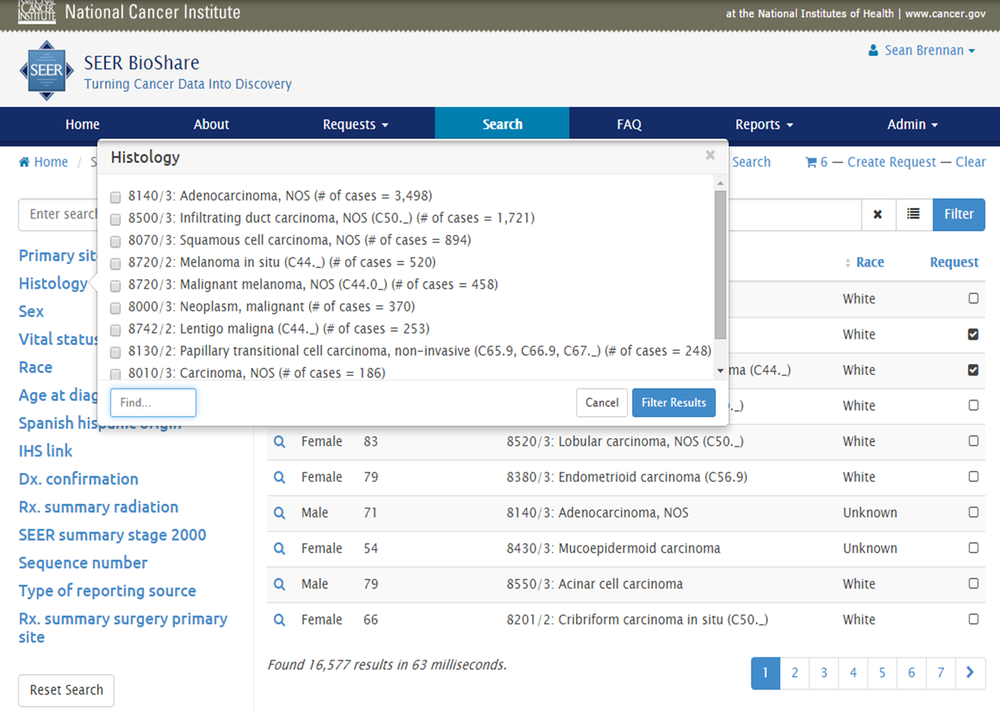 NATIONAL CANCER INSTITUTE National Cancer Institute
at the National Institutes of Health | www.cancer.gov
SEER
SEER BioShare
Turning Cancer Data Into Discovery
Sean Brennan
Home About Requests Search FAQ Reports Admin
Home / S
Search 6 — Create Request — Clear
Histology ×
8140/3: Adenocarcinoma, NOS (# of cases = 3,498)
8500/3: Infiltrating duct carcinoma, NOS (C50._) (# of cases = 1,721)
8070/3: Squamous cell carcinoma, NOS (# of cases = 894)
8720/2: Melanoma in situ (C44._) (# of cases = 520)
8720/3: Malignant melanoma, NOS (C44.0_) (# of cases = 458)
8000/3: Neoplasm, malignant (# of cases = 370)
8742/2: Lentigo maligna (C44._) (# of cases = 253)
8130/2: Papillary transitional cell carcinoma, non-invasive (C65.9, C66.9, C67._) (# of cases = 248)
8010/3: Carcinoma, NOS (# of cases = 186)
Find... Cancel Filter Results
Enter search
Filter
Primary sit
Histology
Sex
Vital status
Race
Age at diag
Spanish hispanic origin
IHS link
Dx. confirmation
Rx. summary radiation
SEER summary stage 2000
Sequence number
Type of reporting source
Rx. summary surgery primary
site
Reset Search
Race Request
White
White
ma (C44._) White
._) White
Female 83 8520/3: Lobular carcinoma, NOS (C50._) White
Female 79 8380/3: Endometrioid carcinoma (C56.9) White
Male 71 8140/3: Adenocarcinoma, NOS Unknown
Female 54 8430/3: Mucoepidermoid carcinoma Unknown
Male 79 8550/3: Acinar cell carcinoma White
Female 66 8201/2: Cribriform carcinoma in situ (C50._) White
Found 16,577 results in 63 milliseconds.
1 2 3 4 5 6 7